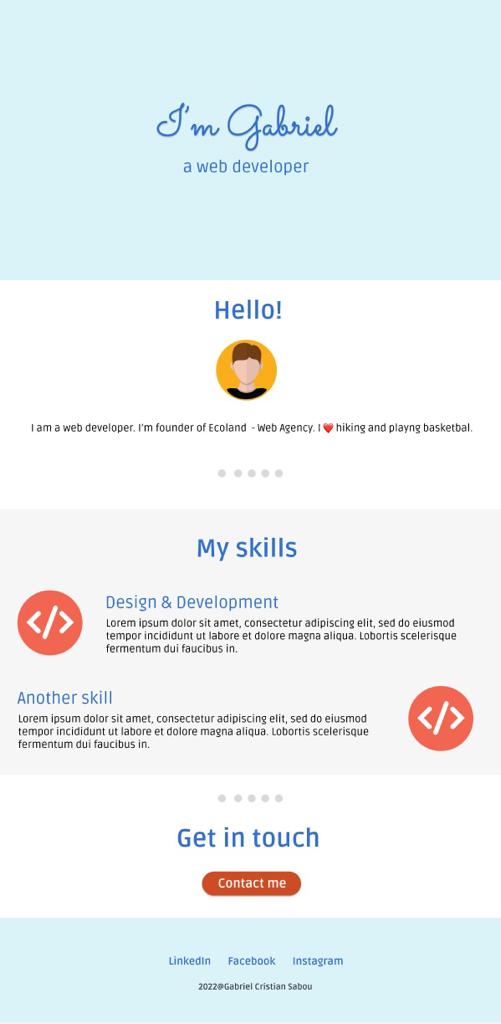 I'm Gabriel
a web developer
Hello!
I am a web developer. I'm founder of Ecoland - Web Agency. I ❤️ hiking and playng basketbal.
My skills
</>
Design & Development
Lorem ipsum dolor sit amet, consectetur adipiscing elit, sed do eiusmod
tempor incididunt ut labore et dolore magna aliqua. Lobortis scelerisque
fermentum dui faucibus in.
Another skill
Lorem ipsum dolor sit amet, consectetur adipiscing elit, sed do eiusmod
tempor incididunt ut labore et dolore magna aliqua. Lobortis scelerisque
fermentum dui faucibus in.
</>
Get in touch
Contact me
LinkedIn Facebook Instagram
2022@Gabriel Cristian Sabou